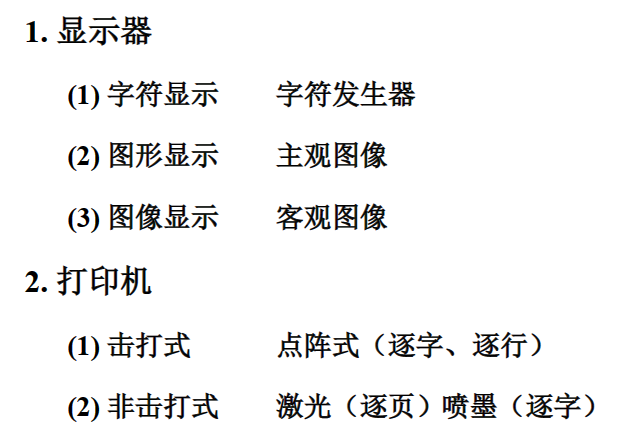 1. 显示器
(1) 字符显示 字符发生器
(2) 图形显示 主观图像
(3) 图像显示 客观图像
2. 打印机
(1) 击打式 点阵式（逐字、逐行）
(2) 非击打式 激光（逐页）喷墨（逐字）